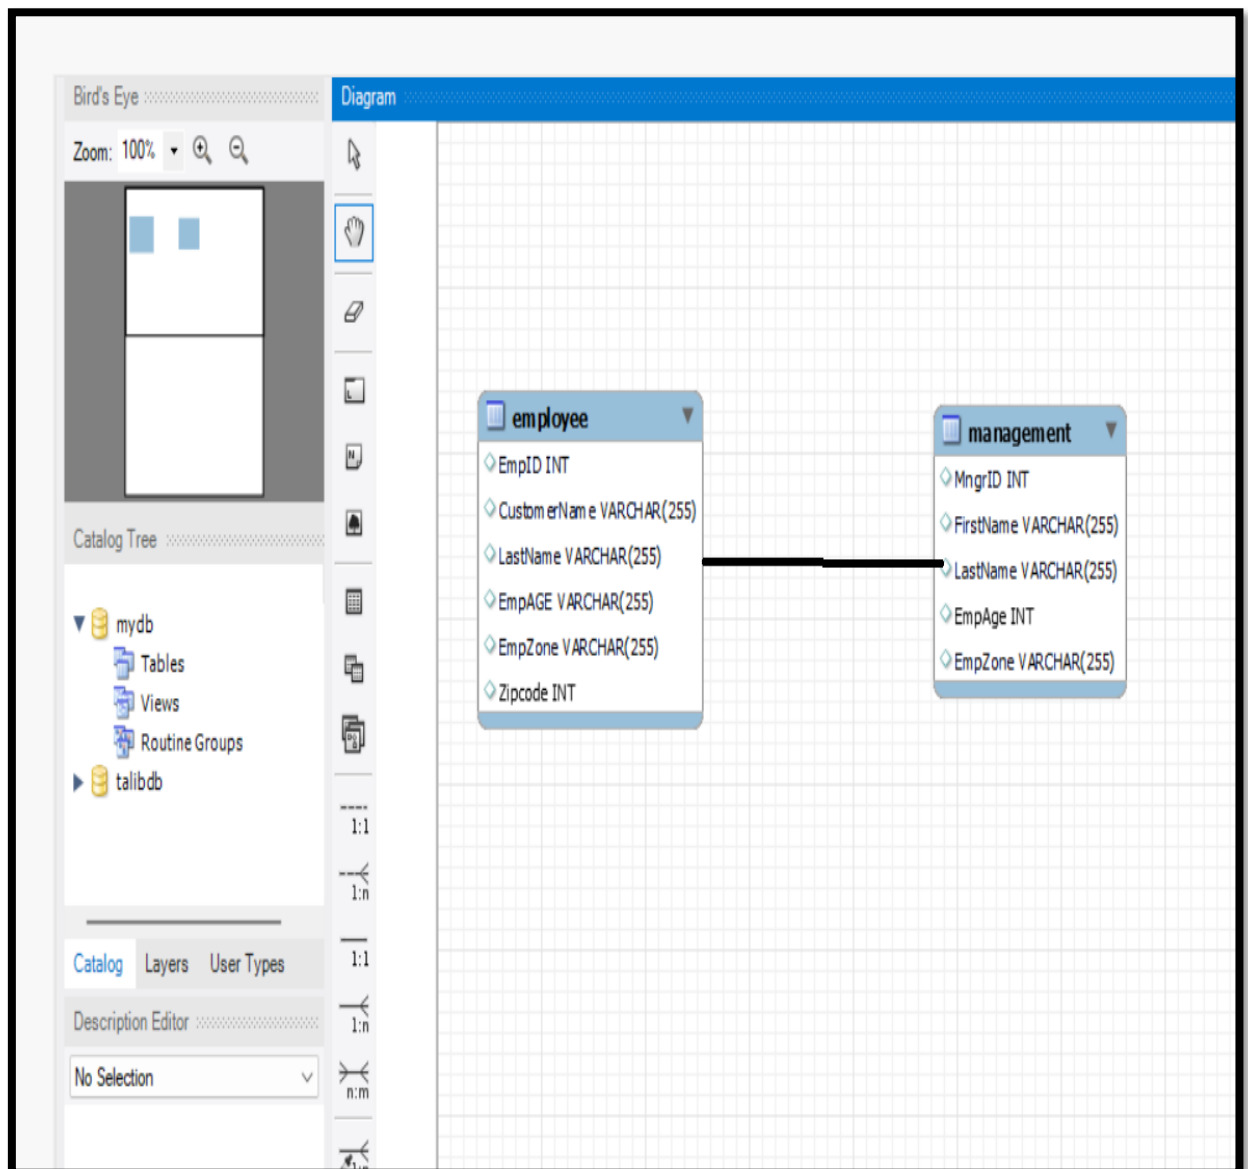 Bird's Eye
Zoom: 100%
Catalog Tree
mydb
Tables
Views
Routine Groups
talibdb
Catalog Layers User Types
Description Editor
No Selection
Diagram
L
N
1:1
1:n
1:1
1:n
n:m
employee
EmpID INT
CustomerName VARCHAR(255)
LastName VARCHAR(255)
EmpAGE VARCHAR(255)
EmpZone VARCHAR(255)
Zipcode INT
management
MngrID INT
FirstName VARCHAR(255)
LastName VARCHAR(255)
EmpAge INT
EmpZone VARCHAR(255)